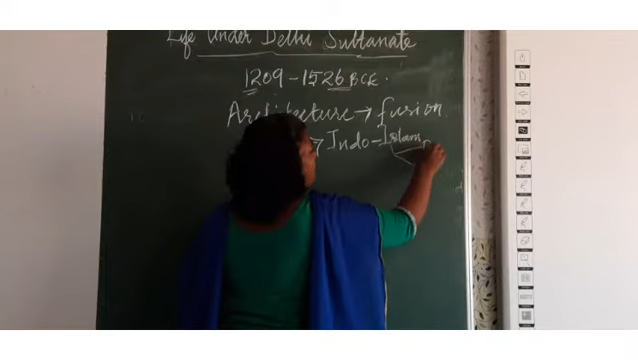 Life Under Delhi Sultanate
1209-1526 BCE.
Architecture → fusion
→ Indo-Islam